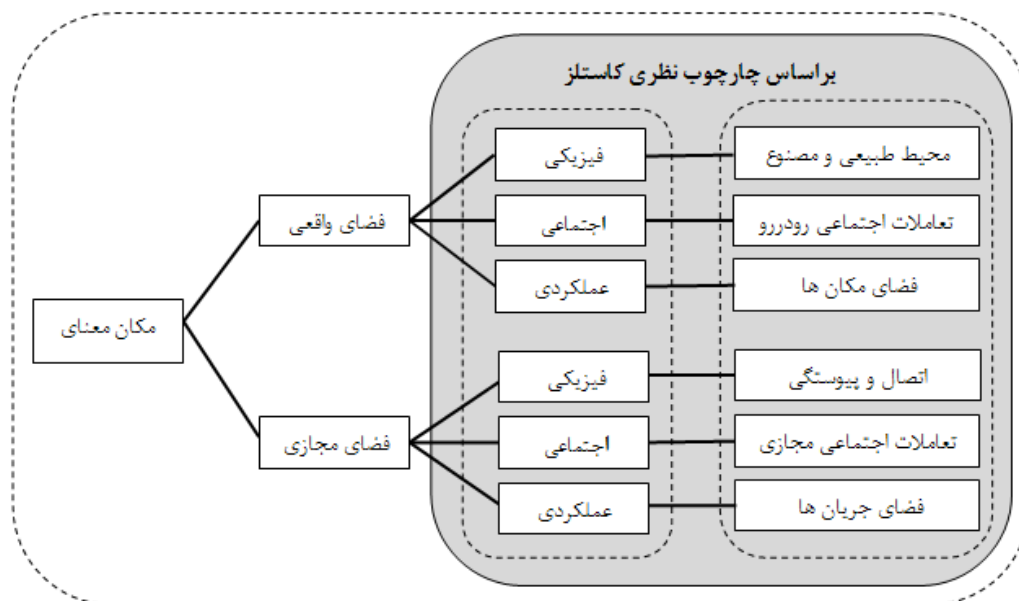 براساس چارچوب نظری کاستلز
فیزیکی
محیط طبیعی و مصنوع
فضای واقعی
اجتماعی
تعاملات اجتماعی رودررو
عملکردی
فضای مکان ها
مکان معنای
فیزیکی
اتصال و پیوستگی
فضای مجازی
اجتماعی
تعاملات اجتماعی مجازی
عملکردی
فضای جریان ها